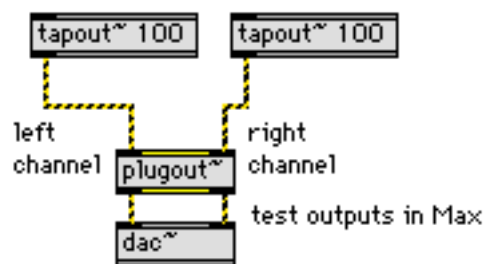 tapout~ 100
tapout~ 100
left
channel
right
channel
plugout~
test outputs in Max
dac~